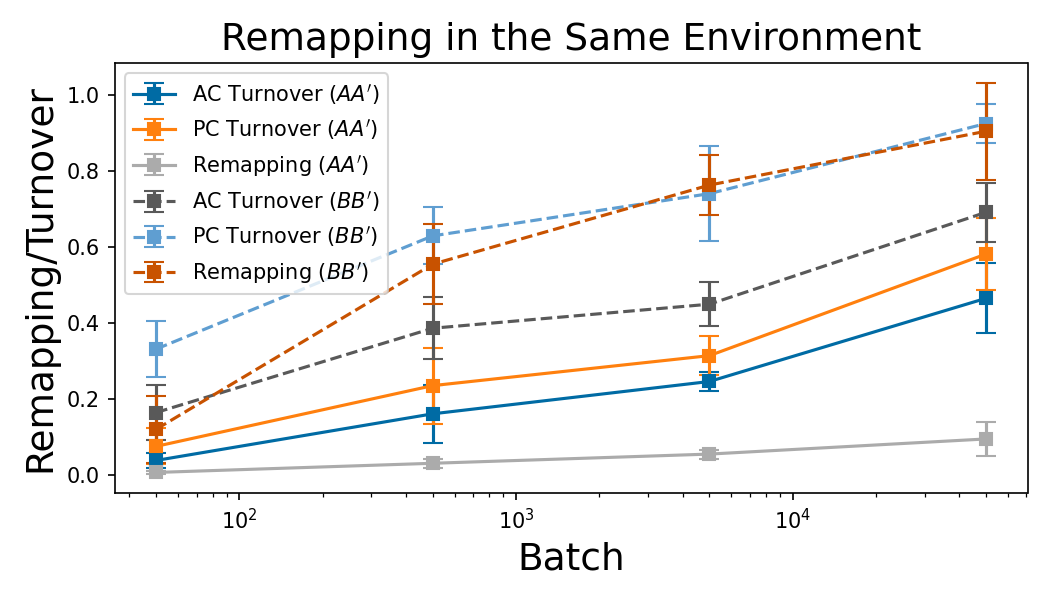 Remapping in the Same Environment
Remapping/Turnover
1.0
0.8
0.6
0.4
0.2
0.0
AC Turnover (AA′)
PC Turnover (AA′)
Remapping (AA′)
AC Turnover (BB′)
PC Turnover (BB′)
Remapping (BB′)
10² 10³ 10⁴
Batch